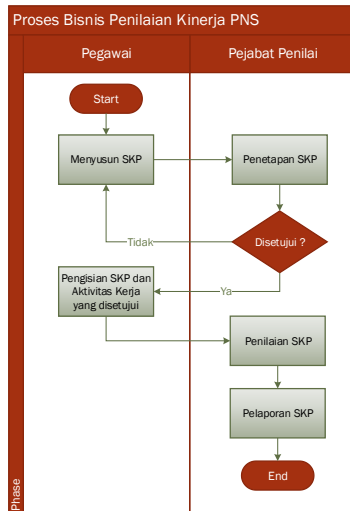 Proses Bisnis Penilaian Kinerja PNS
Pegawai
Pejabat Penilai
Start
Menyusun SKP
Penetapan SKP
Disetujui ?
Tidak
Ya
Pengisian SKP dan
Aktivitas Kerja
yang disetujui
Penilaian SKP
Pelaporan SKP
End
Phase